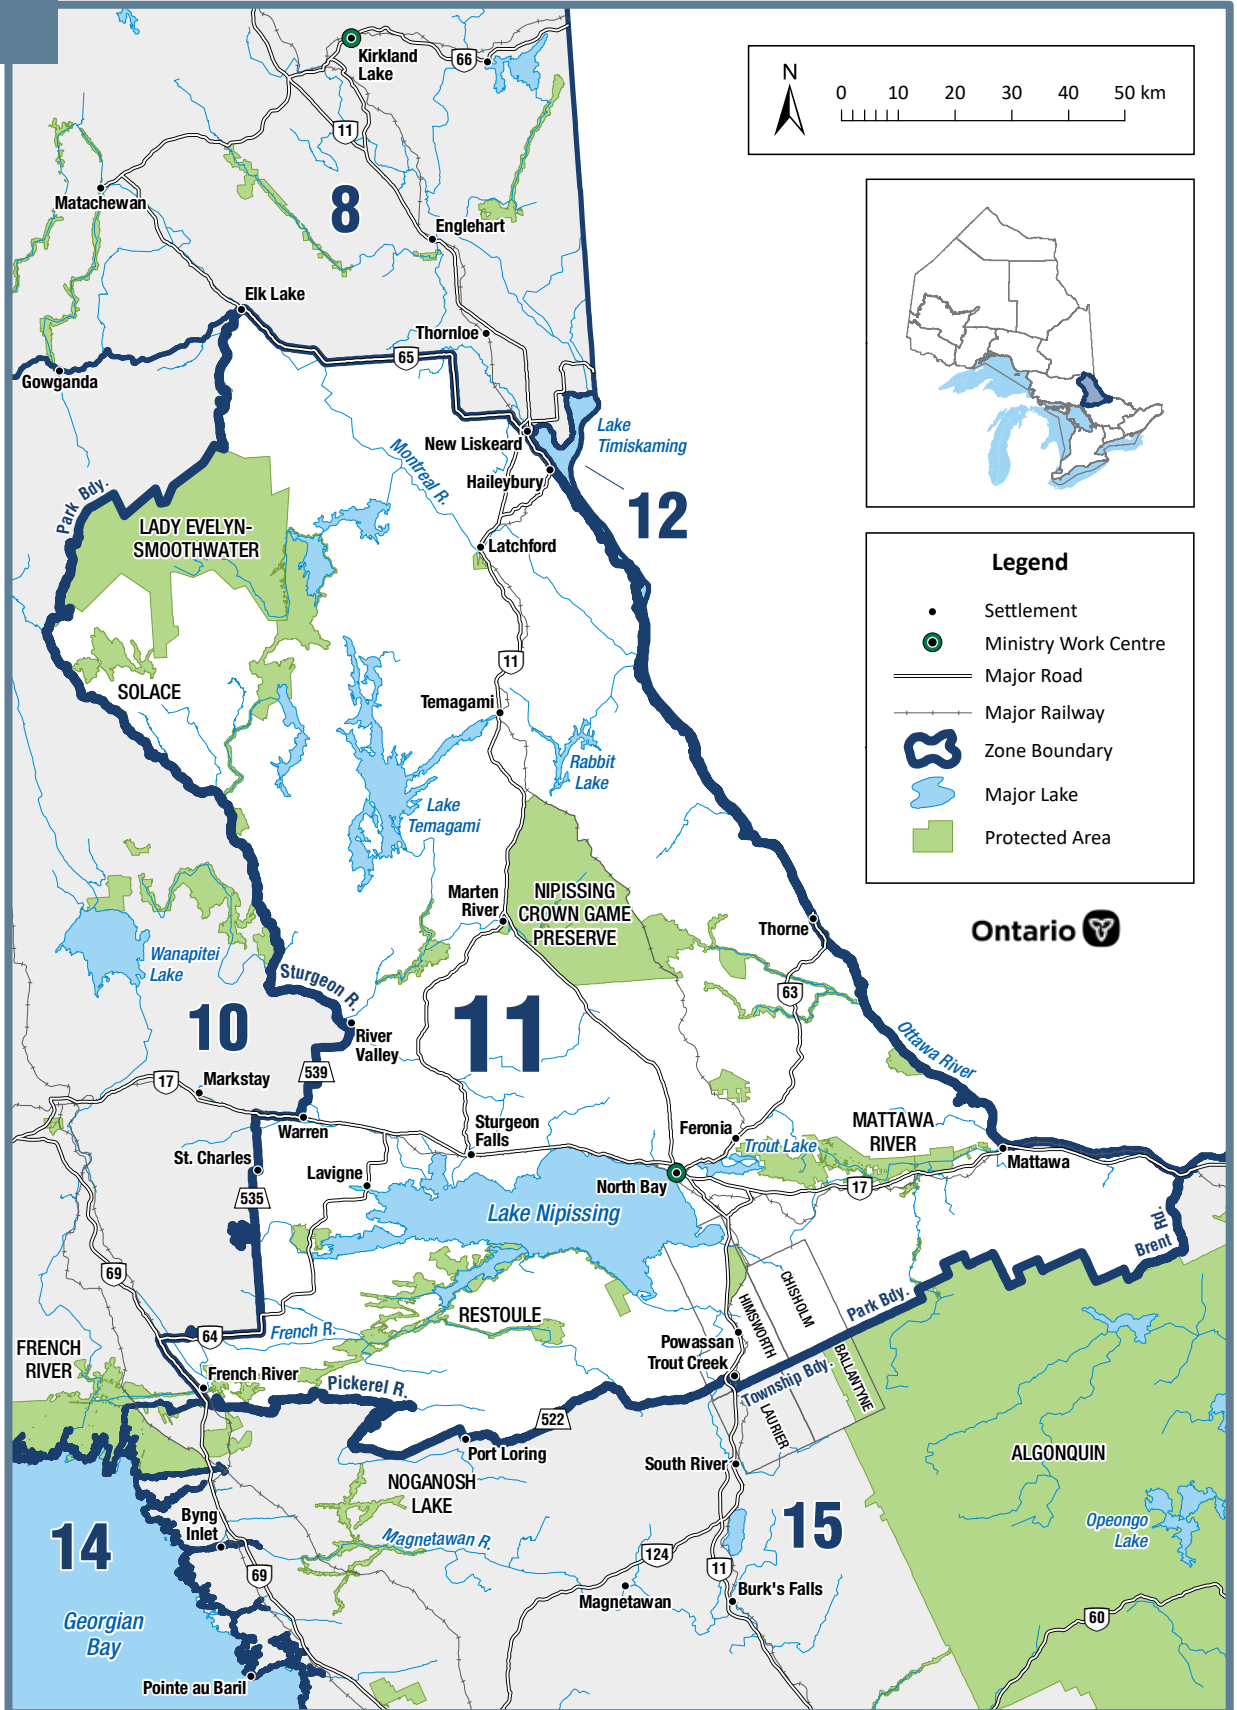 Kirkland
Lake
66
11
Matachewan
8
Englehart
Elk Lake
Thornloe
65
Gowganda
New Liskeard
Lake
Timiskaming
Haileybury
12
Montreal R.
Park Bdy.
LADY EVELYN-
SMOOTHWATER
Latchford
11
SOLACE
Temagami
Rabbit
Lake
Lake
Temagami
Marten
River
NIPISSING
CROWN GAME
PRESERVE
Thorne
Wanapitei
Lake
Sturgeon R.
63
10
11
River
Valley
Ottawa River
539
17
Markstay
Warren
Sturgeon
Falls
Feronia
Trout Lake
MATTAWA
RIVER
Mattawa
St. Charles
Lavigne
North Bay
17
535
Lake Nipissing
Brent Rd.
69
CHISHOLM
HIMSWORTH
Park Bdy.
RESTOULE
64
French R.
Powassan
Trout Creek
BALLANTYNE
FRENCH
RIVER
French River
Pickerel R.
Township Bdy.
LAURIER
522
Port Loring
South River
ALGONQUIN
NOGANOSH
LAKE
Byng
Inlet
Magnetawan R.
14
15
Opeongo
Lake
124
11
69
Burk's Falls
Magnetawan
60
Georgian
Bay
Pointe au Baril
N
0 10 20 30 40 50 km
Legend
Settlement
Ministry Work Centre
Major Road
Major Railway
Zone Boundary
Major Lake
Protected Area
Ontario